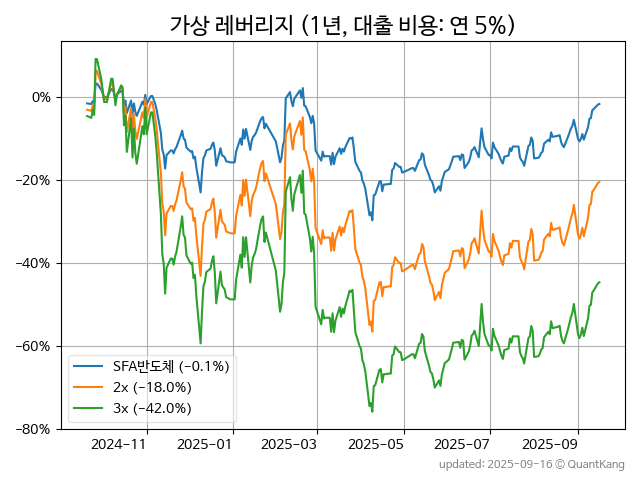 가상 레버리지 (1년, 대출 비용: 연 5%)
0%
−20%
−40%
−60%
−80%
SFA반도체 (−0.1%)
2x (−18.0%)
3x (−42.0%)
2024-11 2025-01 2025-03 2025-05 2025-07 2025-09
updated: 2025-09-16 © QuantKang